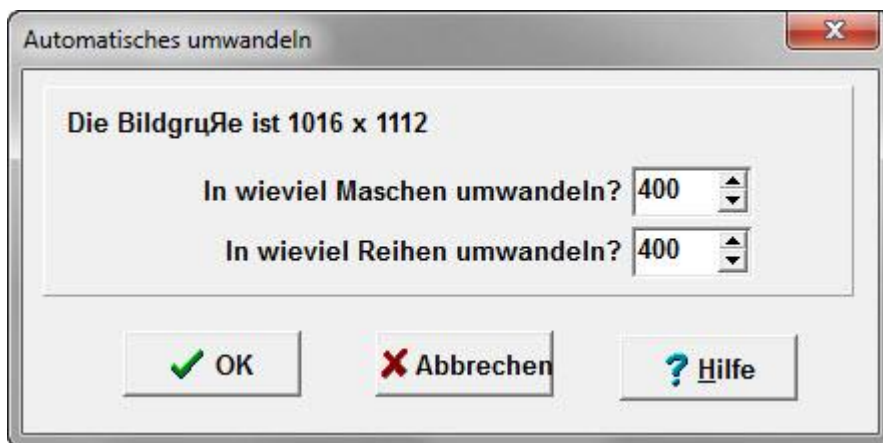 Automatisches umwandeln
Die BildgrцЯe ist 1016 x 1112
In wieviel Maschen umwandeln? 400
In wieviel Reihen umwandeln? 400
OK Abbrechen Hilfe